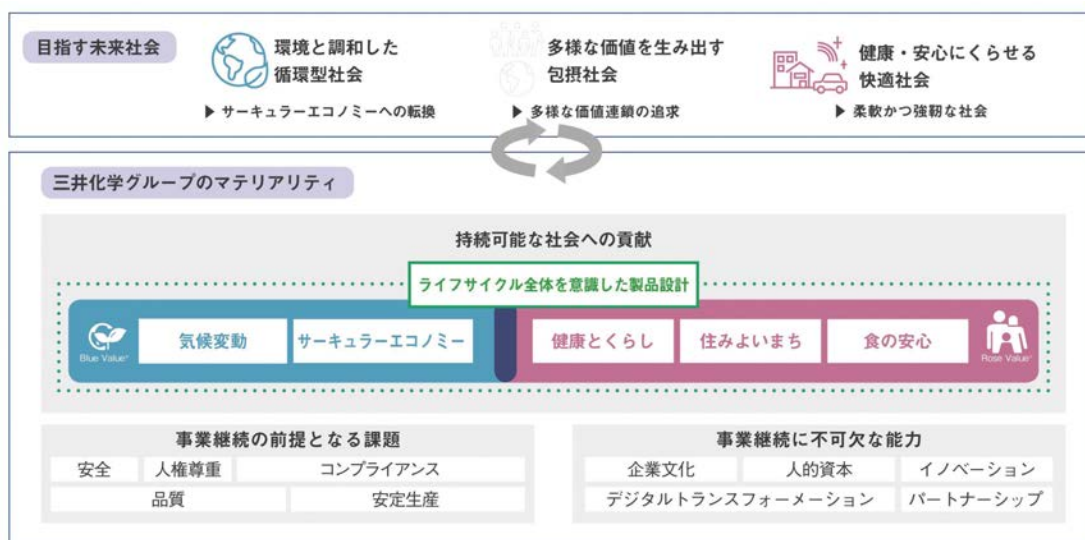 目指す未来社会
環境と調和した
循環型社会
▶ サーキュラーエコノミーへの転換
多様な価値を生み出す
包摂社会
▶ 多様な価値連鎖の追求
健康・安心にくらせる
快適社会
▶ 柔軟かつ強靭な社会
三井化学グループのマテリアリティ
持続可能な社会への貢献
ライフサイクル全体を意識した製品設計
Blue Value®
気候変動
サーキュラーエコノミー
健康とくらし
住みよいまち
食の安心
Rose Value®
事業継続の前提となる課題
安全
人権尊重
コンプライアンス
品質
安定生産
事業継続に不可欠な能力
企業文化
人的資本
イノベーション
デジタルトランスフォーメーション
パートナーシップ